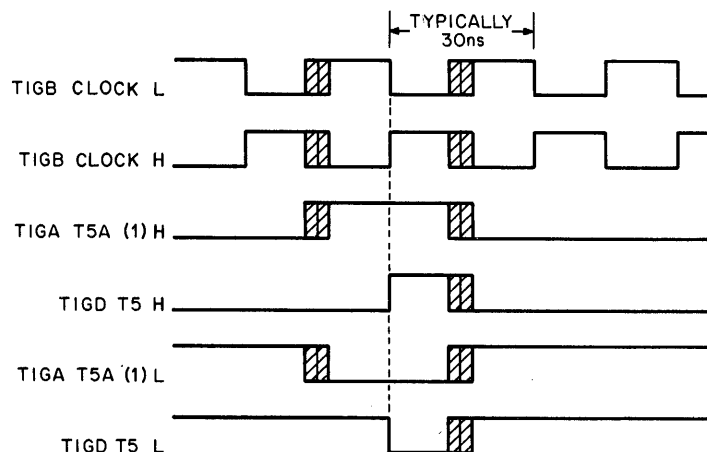 TYPICALLY
30ns
TIGB CLOCK L
TIGB CLOCK H
TIGA T5A (1) H
TIGD T5 H
TIGA T5A (1) L
TIGD T5 L